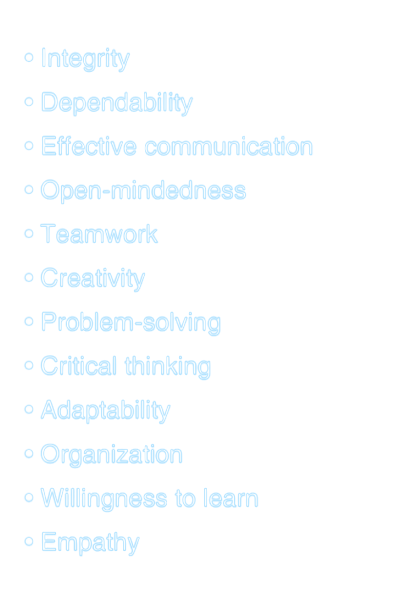 ◦ Integrity
◦ Dependability
◦ Effective communication
◦ Open-mindedness
◦ Teamwork
◦ Creativity
◦ Problem-solving
◦ Critical thinking
◦ Adaptability
◦ Organization
◦ Willingness to learn
◦ Empathy